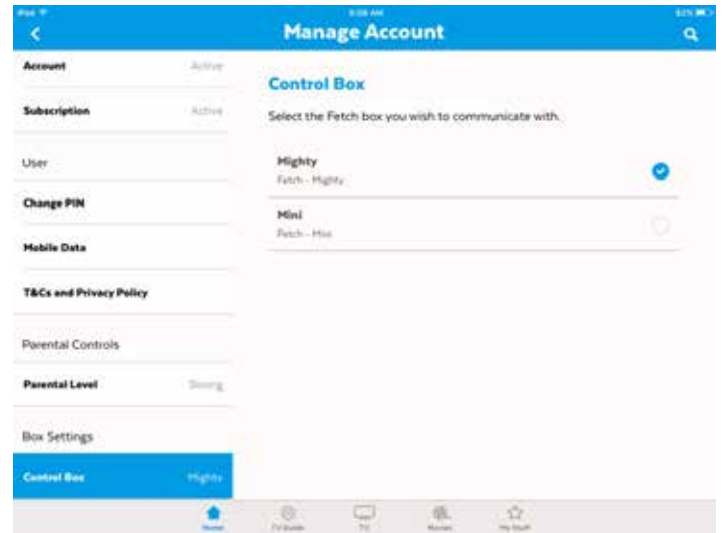 iPad
Manage Account
Account Active
Subscription Active
User
Change PIN
Mobile Data
T&Cs and Privacy Policy
Parental Controls
Parental Level Strong
Box Settings
Control Box Mighty
Control Box
Select the Fetch box you wish to communicate with.
Mighty
Fetch - Mighty
Mini
Fetch - Mini
Home TV Guide TV Movies My Stuff